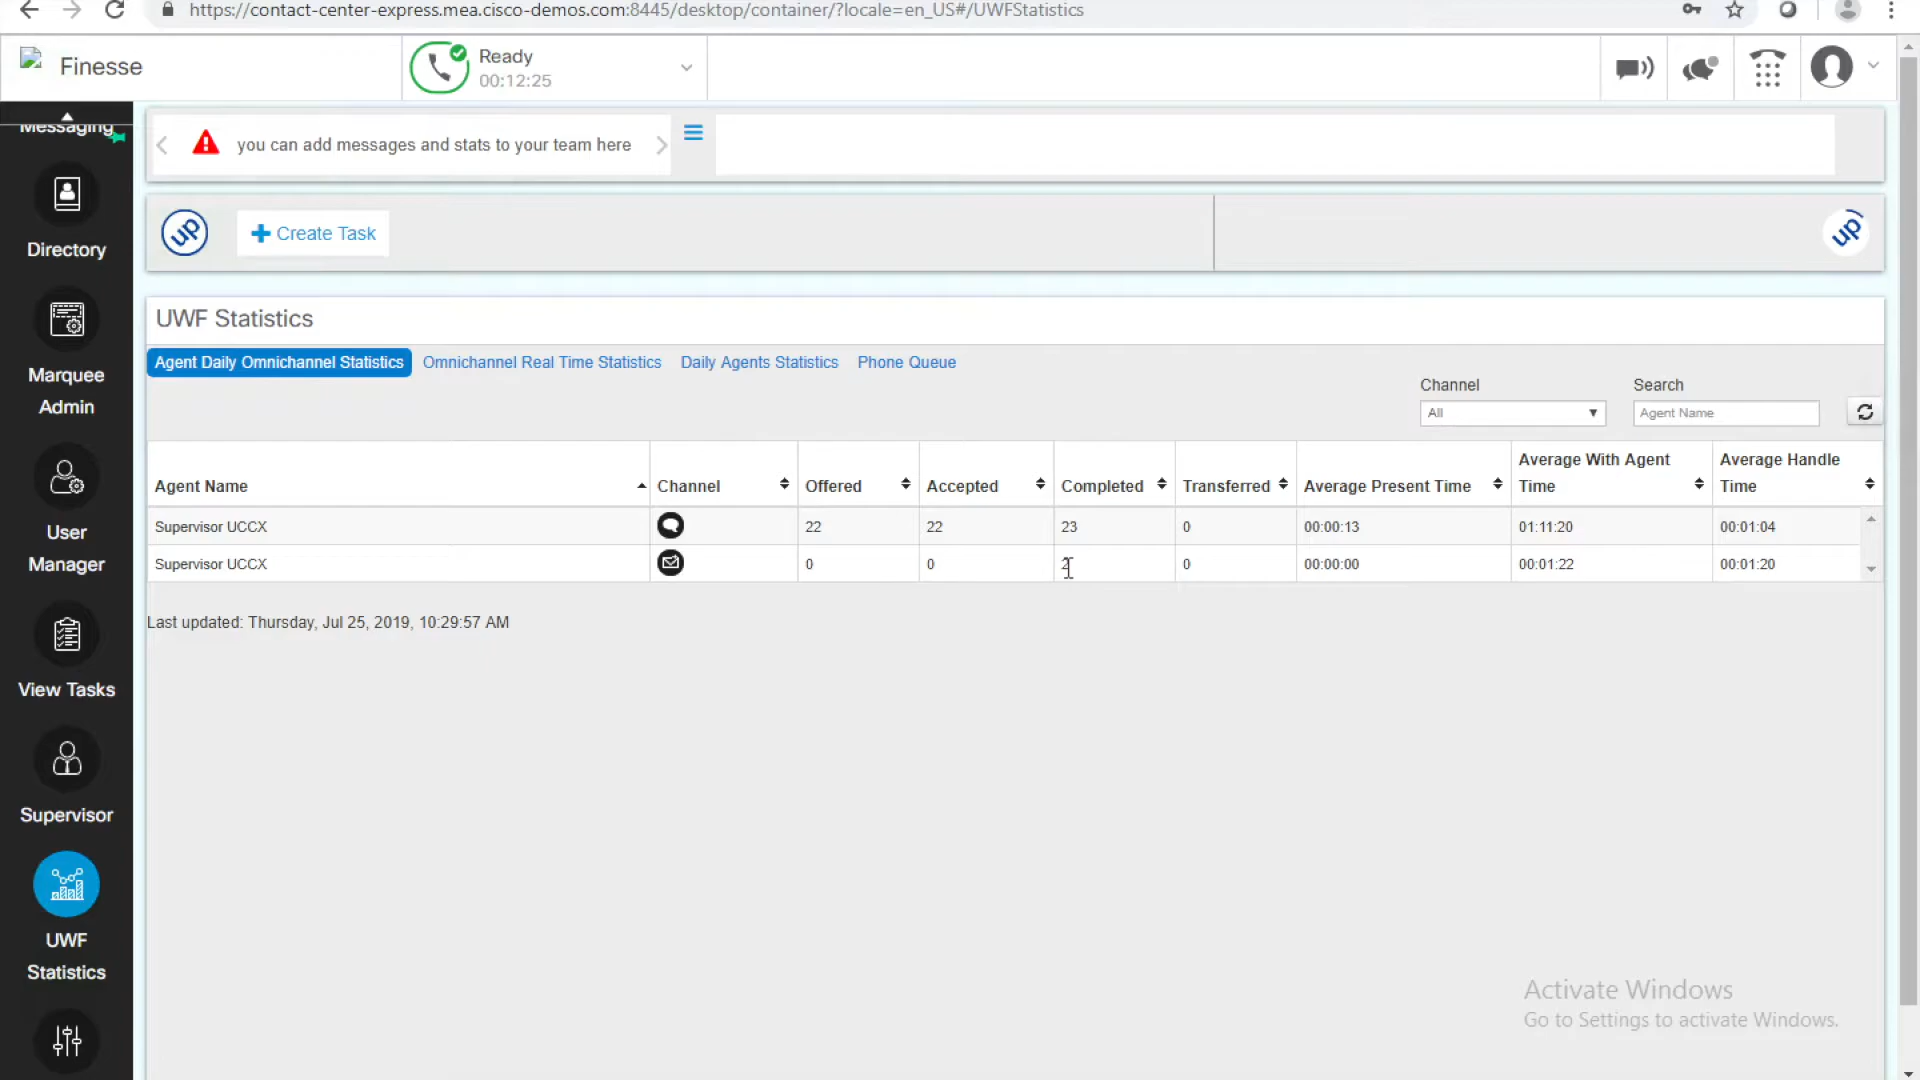 https://contact-center-express.mea.cisco-demos.com:8445/desktop/container/?locale=en_US#/UWFStatistics
Finesse
Ready
00:12:25
Messaging
you can add messages and stats to your team here
Directory
up
Create Task
up
Marquee
Admin
UWF Statistics
Agent Daily Omnichannel Statistics Omnichannel Real Time Statistics Daily Agents Statistics Phone Queue
Channel Search
All Agent Name
Agent Name Channel Offered Accepted Completed Transferred Average Present Time Average With Agent Time Average Handle Time
Supervisor UCCX 22 22 23 0 00:00:13 01:11:20 00:01:04
Supervisor UCCX 0 0 2 0 00:00:00 00:01:22 00:01:20
Last updated: Thursday, Jul 25, 2019, 10:29:57 AM
User
Manager
View Tasks
Supervisor
UWF
Statistics
Activate Windows
Go to Settings to activate Windows.